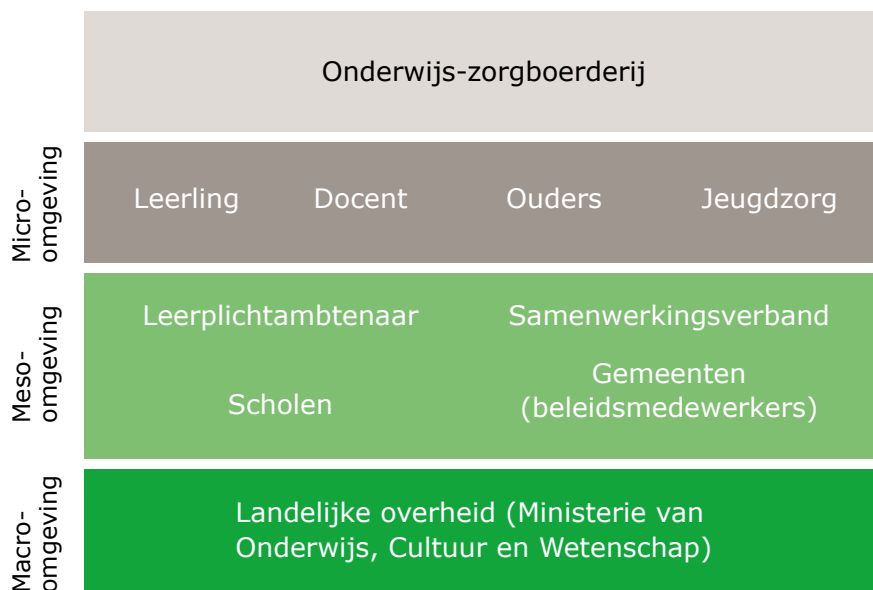 Onderwijs-zorgboerderij
Micro-
omgeving
Leerling Docent Ouders Jeugdzorg
Meso-
omgeving
Leerplichtambtenaar Samenwerkingsverband
Scholen
Gemeenten
(beleidsmedewerkers)
Macro-
omgeving
Landelijke overheid (Ministerie van
Onderwijs, Cultuur en Wetenschap)